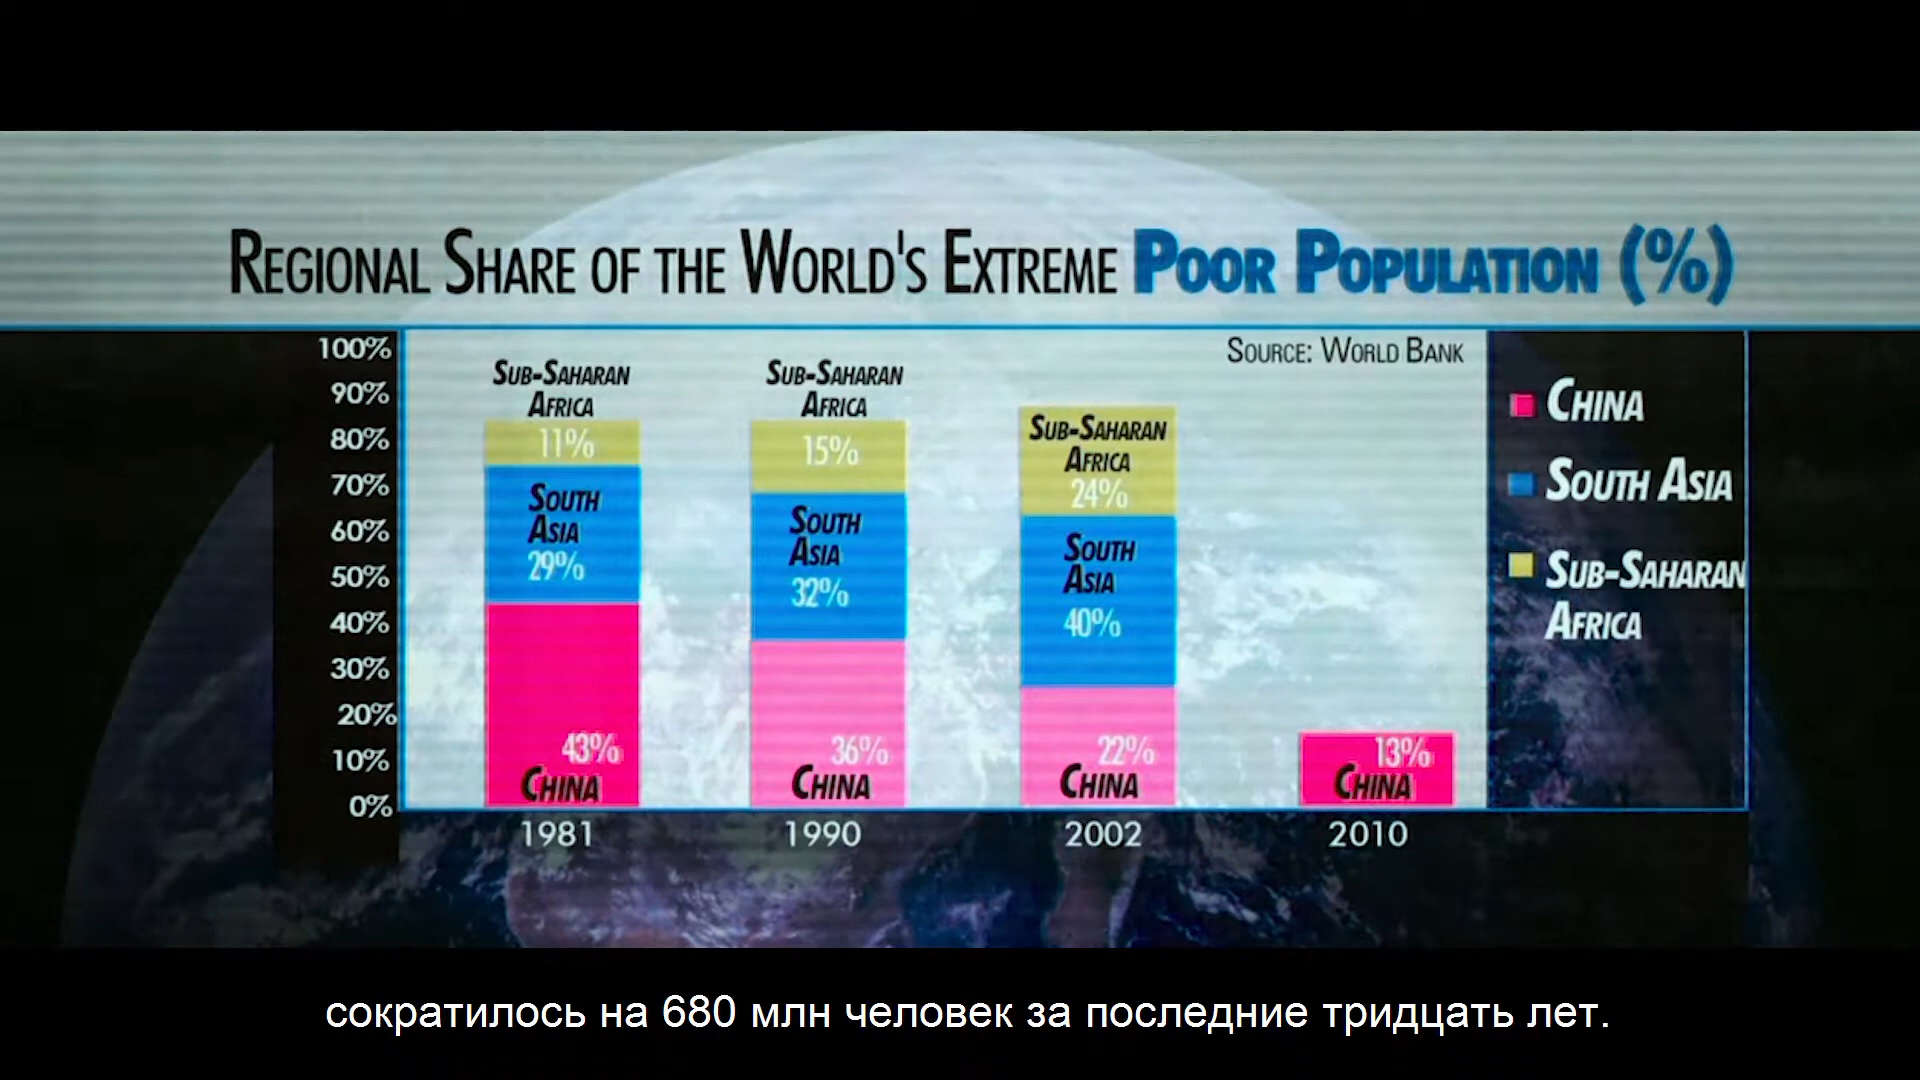 REGIONAL SHARE OF THE WORLD'S EXTREME POOR POPULATION (%)
SOURCE: WORLD BANK
100%
90%
80%
70%
60%
50%
40%
30%
20%
10%
0%
SUB-SAHARAN
AFRICA
11%
SOUTH
ASIA
29%
43%
CHINA
1981
SUB-SAHARAN
AFRICA
15%
SOUTH
ASIA
32%
36%
CHINA
1990
SUB-SAHARAN
AFRICA
24%
SOUTH
ASIA
40%
22%
CHINA
2002
13%
CHINA
2010
CHINA
SOUTH ASIA
SUB-SAHARAN
AFRICA
сократилось на 680 млн человек за последние тридцать лет.